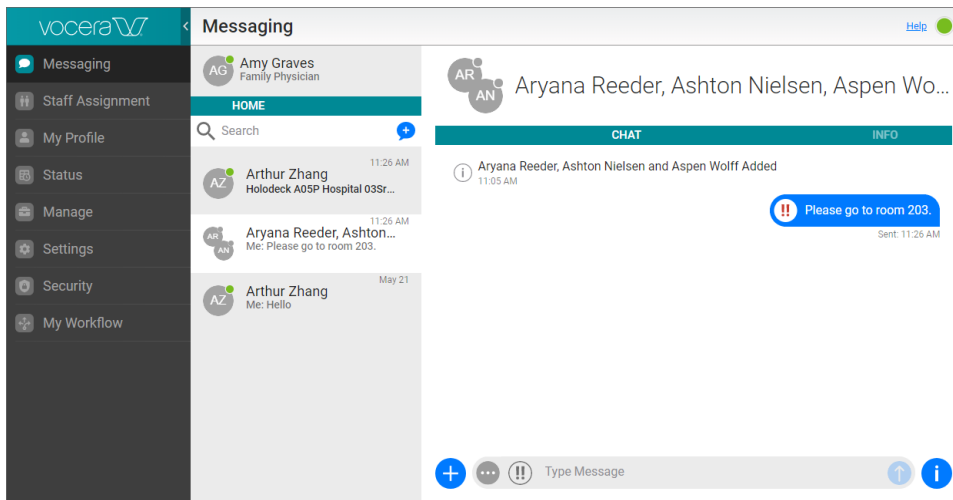 vocera
Messaging
Help
Messaging
Staff Assignment
My Profile
Status
Manage
Settings
Security
My Workflow
AG
Amy Graves
Family Physician
HOME
Search
11:26 AM
AZ
Arthur Zhang
Holodeck A05P Hospital 03Sr...
11:26 AM
AR
AN
Aryana Reeder, Ashton...
Me: Please go to room 203.
May 21
AZ
Arthur Zhang
Me: Hello
AR
AN
Aryana Reeder, Ashton Nielsen, Aspen Wo...
CHAT
INFO
Aryana Reeder, Ashton Nielsen and Aspen Wolff Added
11:05 AM
!! Please go to room 203.
Sent: 11:26 AM
!! Type Message